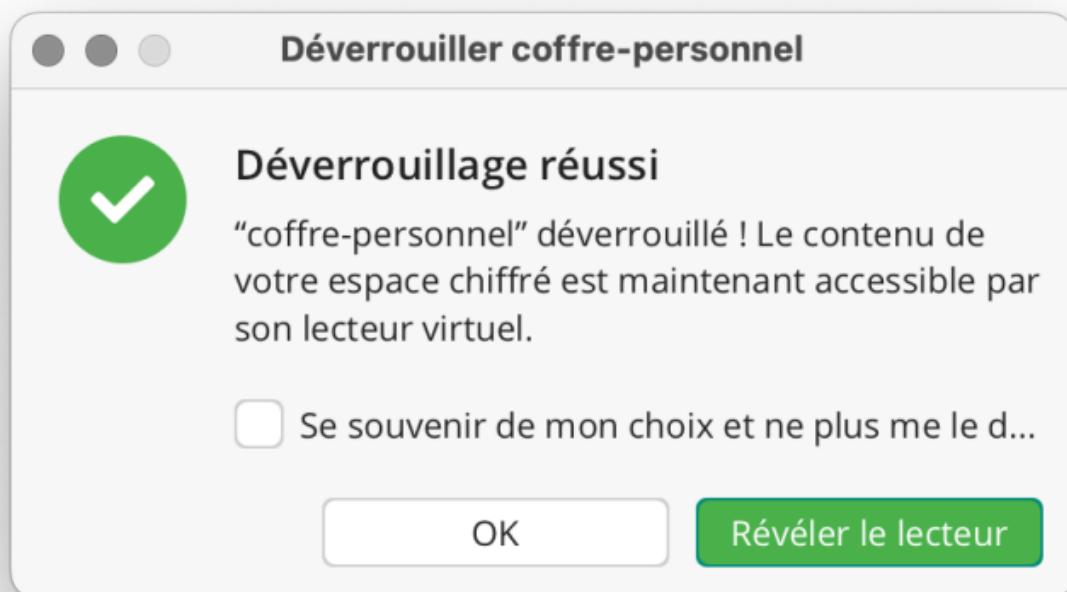 Déverrouiller coffre-personnel
Déverrouillage réussi
“coffre-personnel” déverrouillé ! Le contenu de
votre espace chiffré est maintenant accessible par
son lecteur virtuel.
Se souvenir de mon choix et ne plus me le d...
OK
Révéler le lecteur